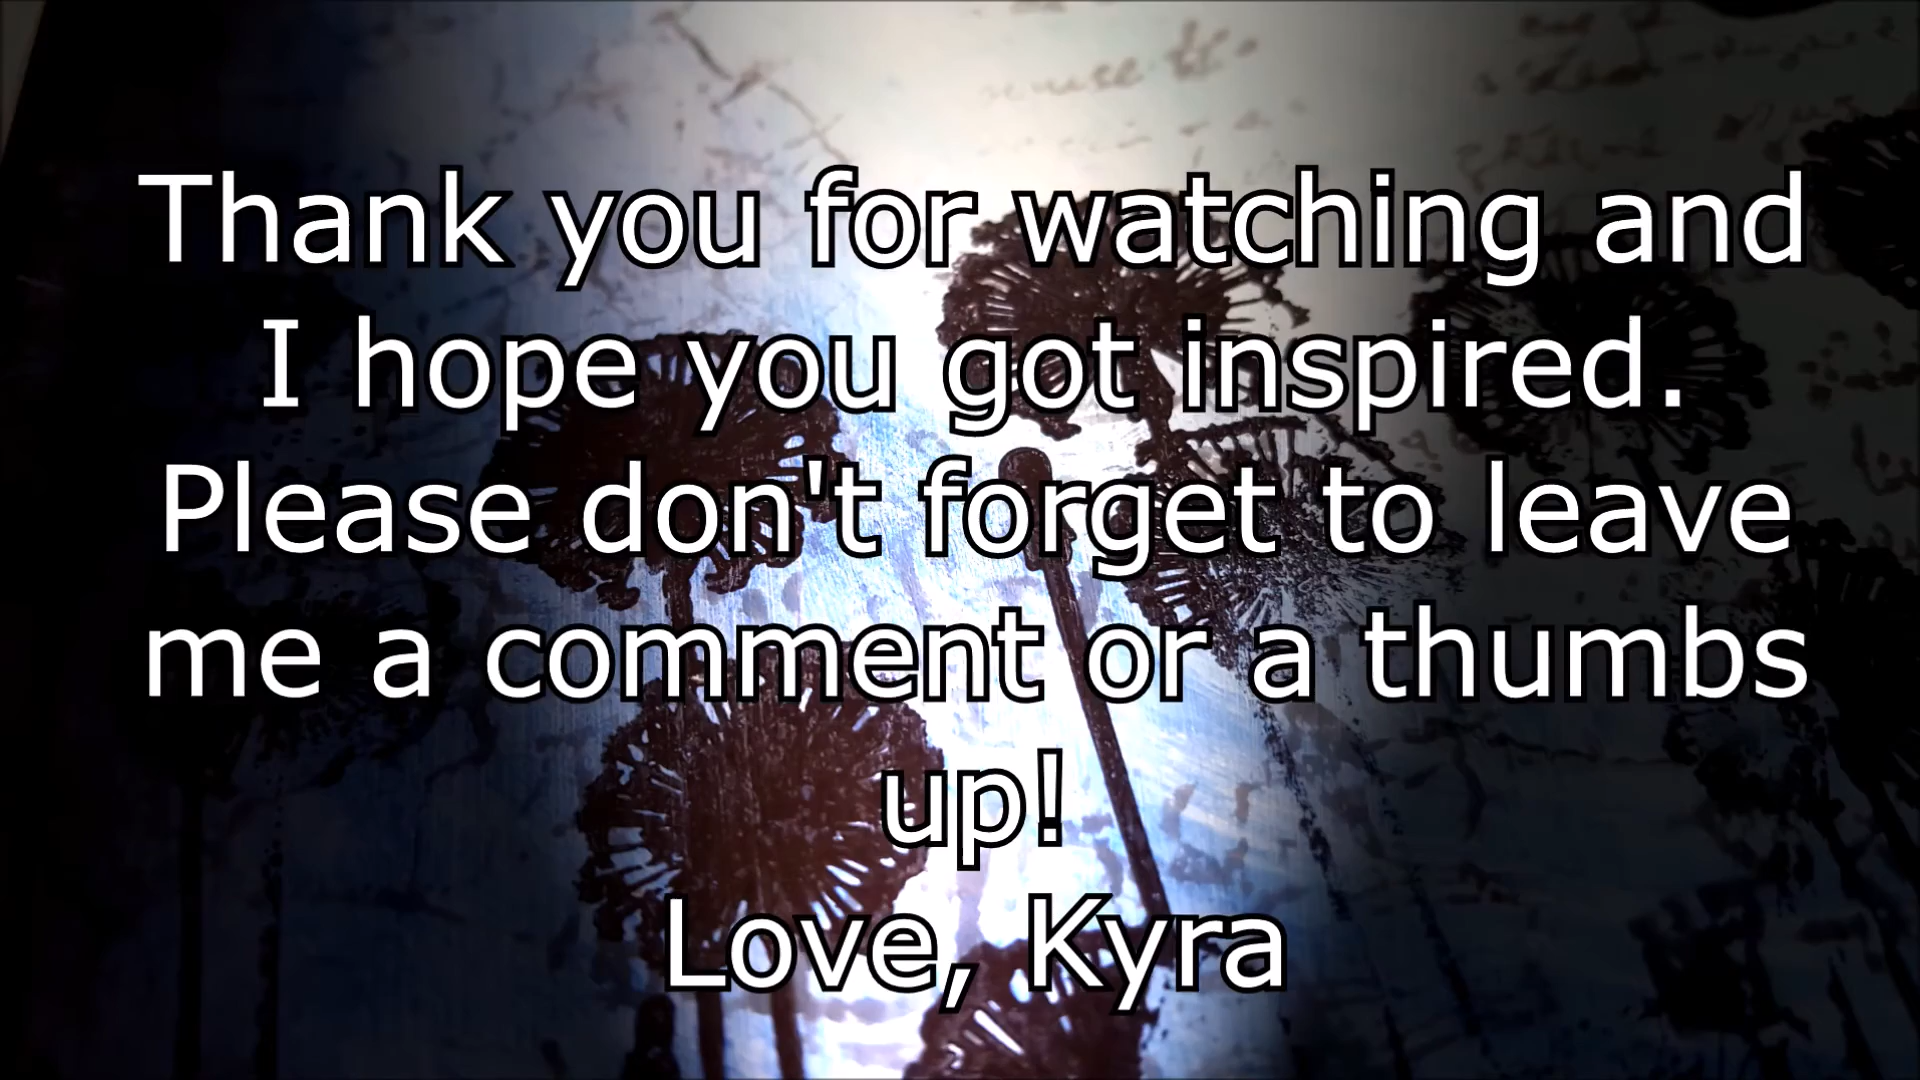 Thank you for watching and
I hope you got inspired.
Please don't forget to leave
me a comment or a thumbs
up!
Love, Kyra